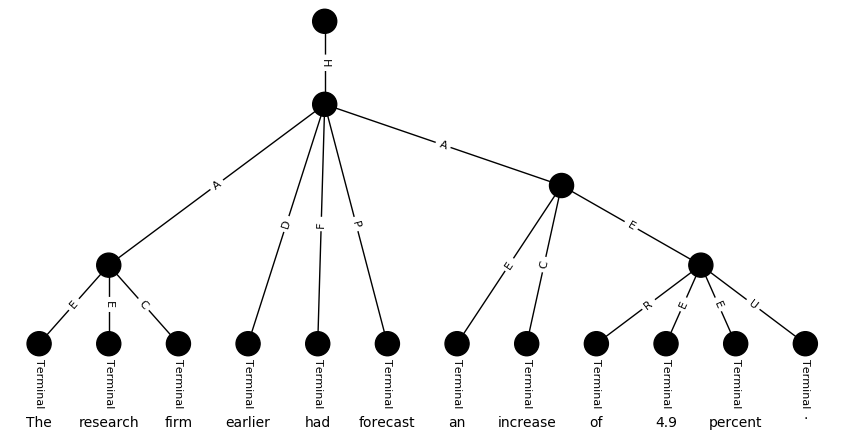 H
A
A
D
F
P
E
E
E
C
E
C
R
E
E
U
Terminal Terminal Terminal Terminal Terminal Terminal Terminal Terminal Terminal Terminal Terminal Terminal
The research firm earlier had forecast an increase of 4.9 percent .